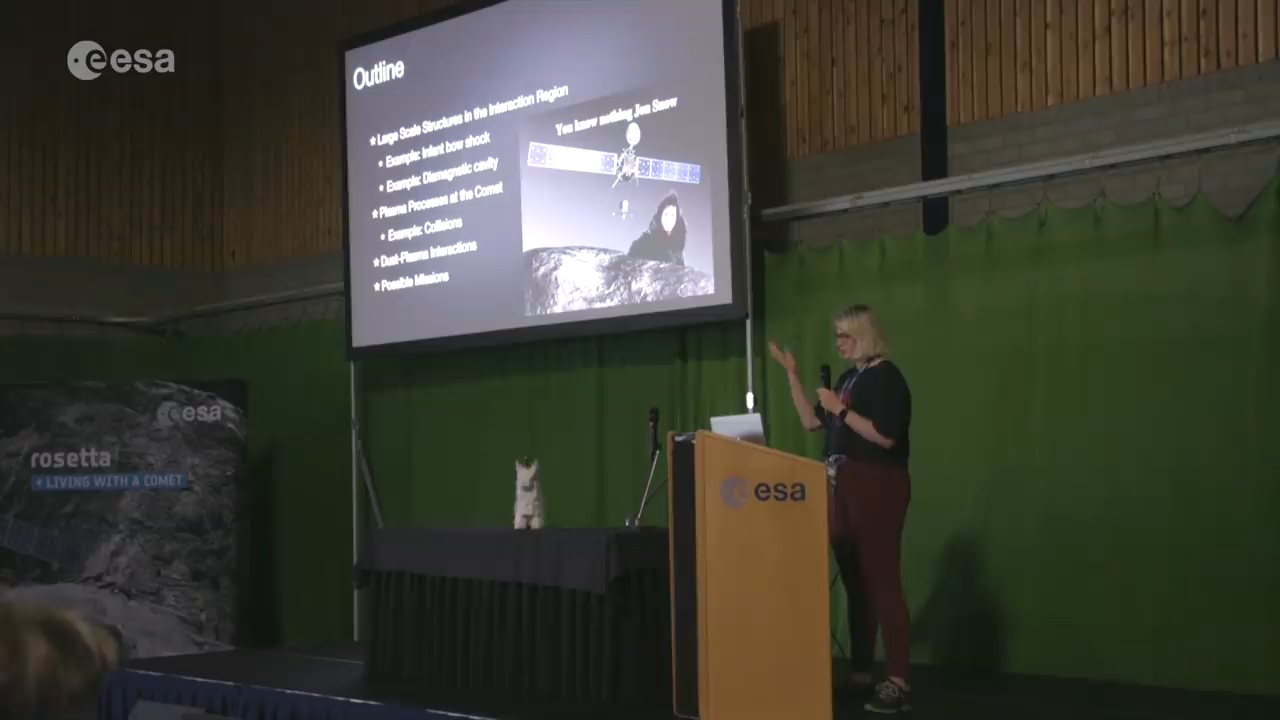 esa
Outline
* Large Scale Structures in the Interaction Region
• Example: Infant bow shock
• Example: Diamagnetic cavity
* Plasma Processes at the Comet
• Example: Collisions
* Dust-Plasma Interactions
* Possible Missions
You know nothing Jon Snow
esa
rosetta
LIVING WITH A COMET
esa